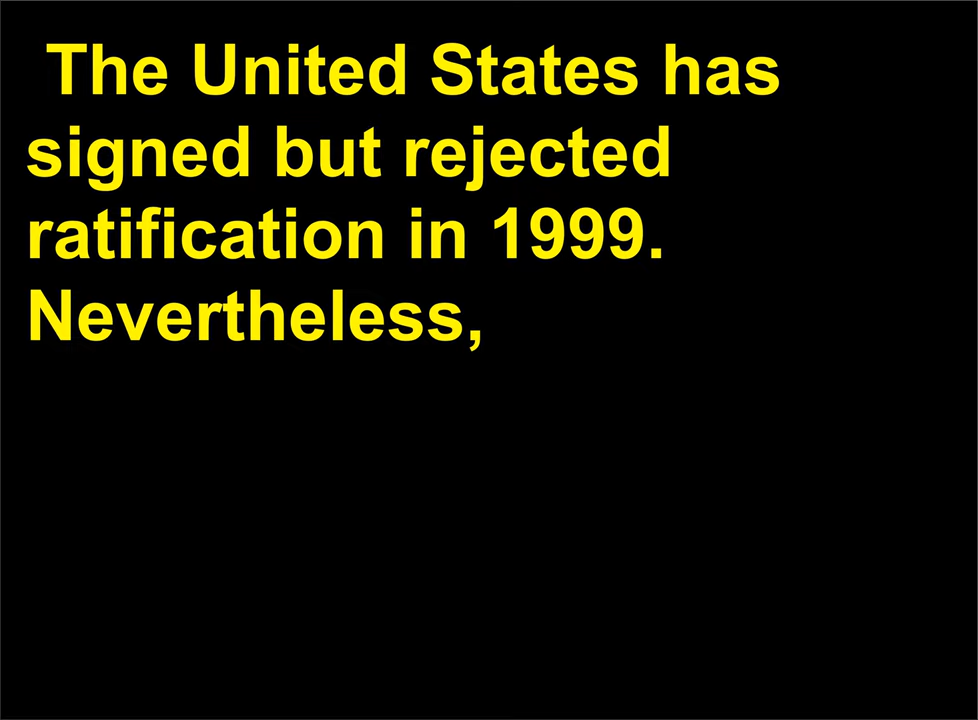 The United States has
signed but rejected
ratification in 1999.
Nevertheless,